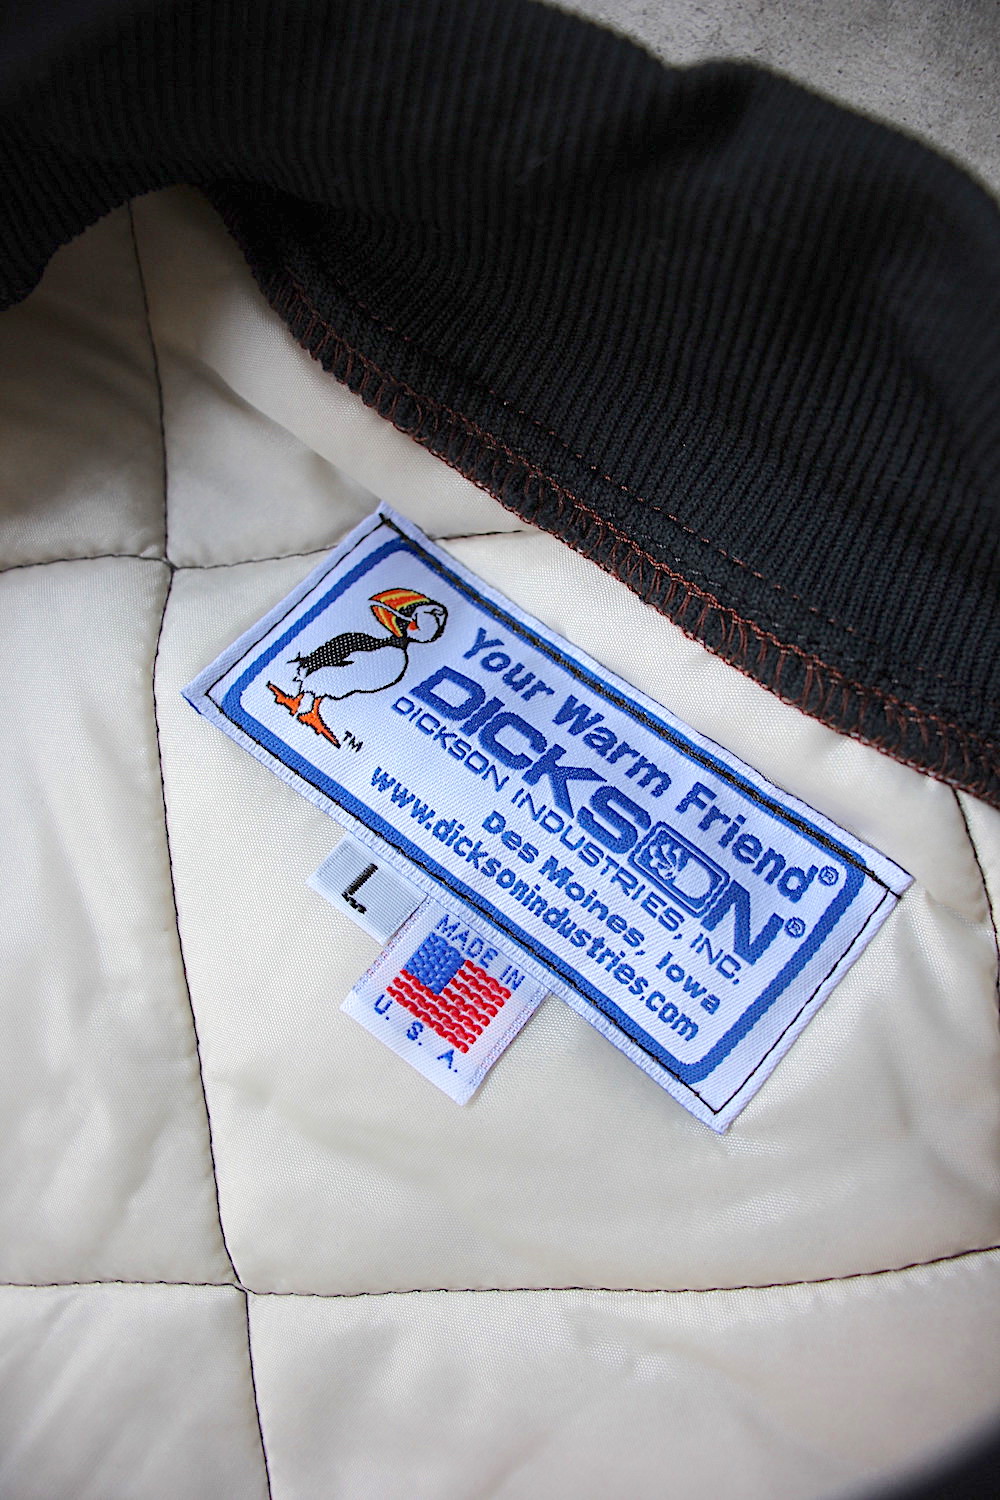 Your Warm Friend®
DICKSON®
DICKSON INDUSTRIES, INC.
Des Moines, Iowa
www.dicksonindustries.com
TM
L
MADE IN
U. S. A.